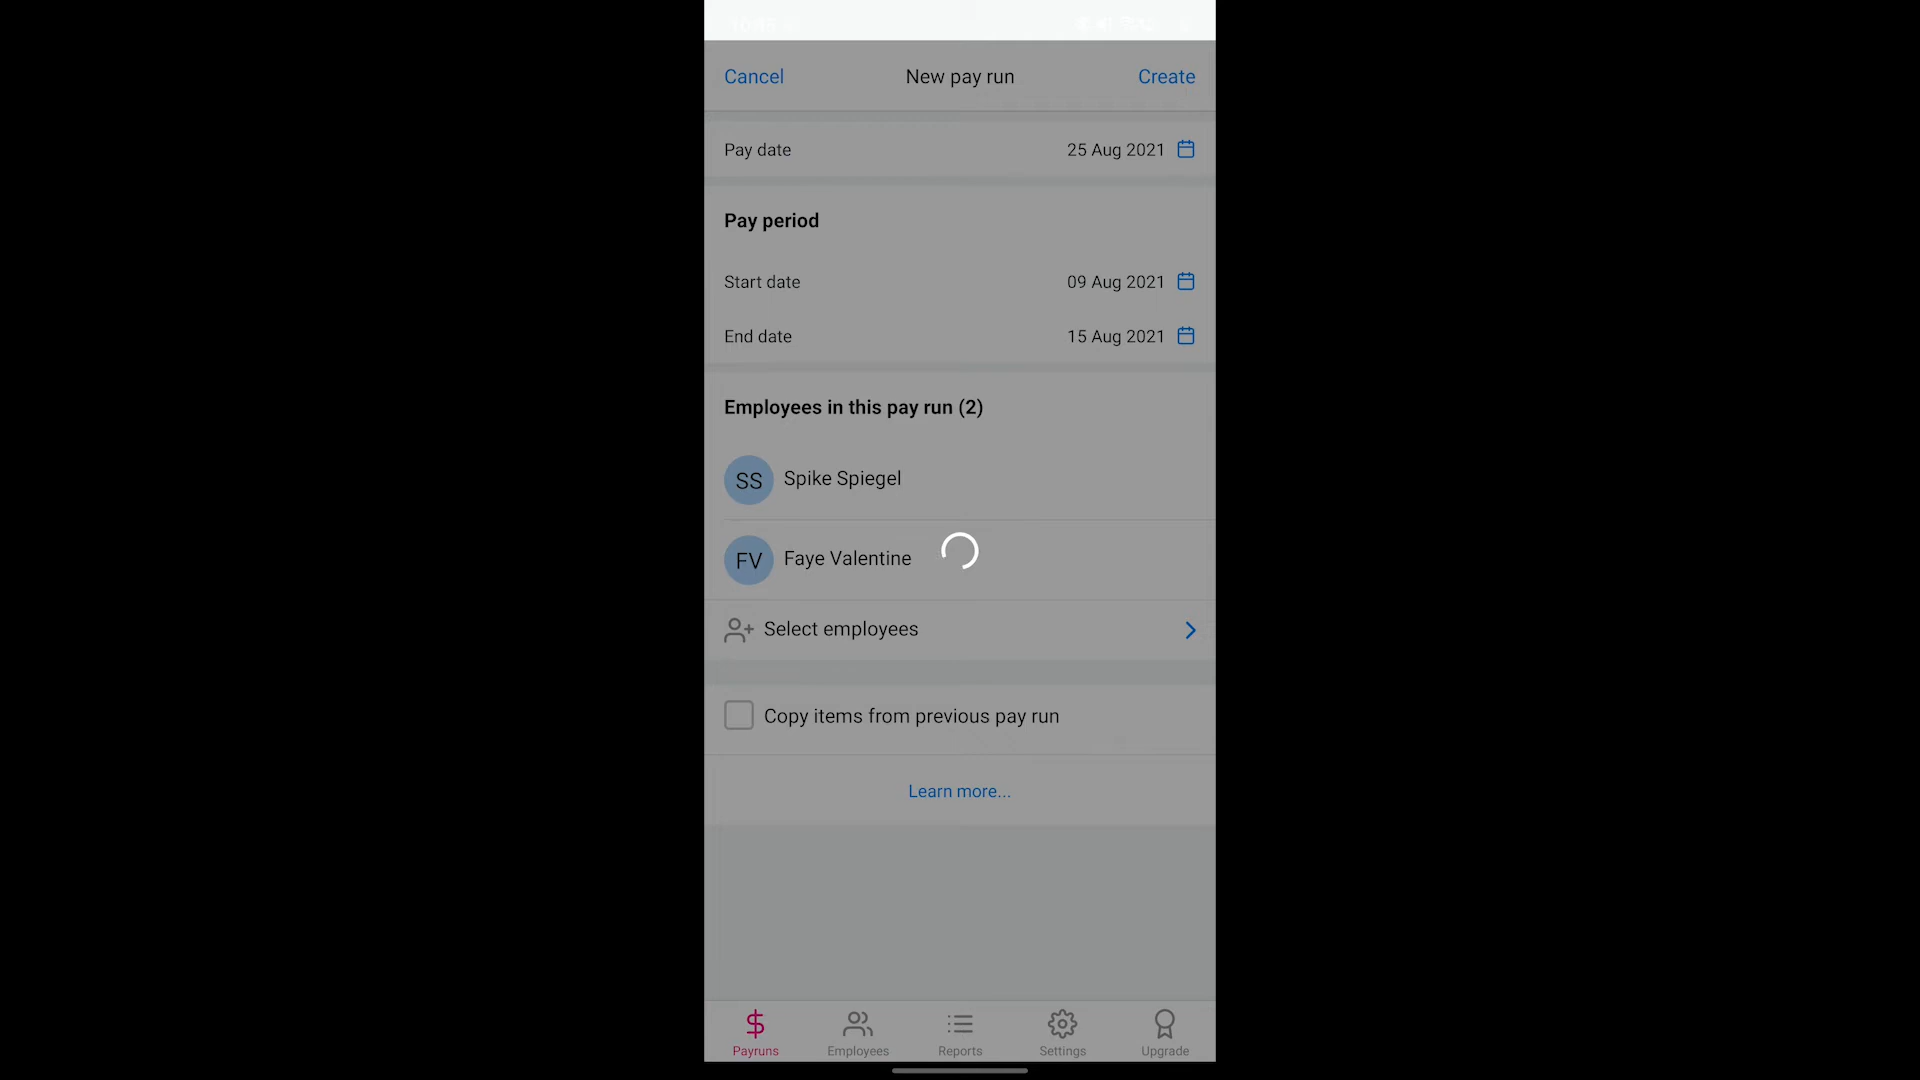 Cancel New pay run Create
Pay date 25 Aug 2021
Pay period
Start date 09 Aug 2021
End date 15 Aug 2021
Employees in this pay run (2)
SS Spike Spiegel
FV Faye Valentine
Select employees
Copy items from previous pay run
Learn more...
Payruns Employees Reports Settings Upgrade